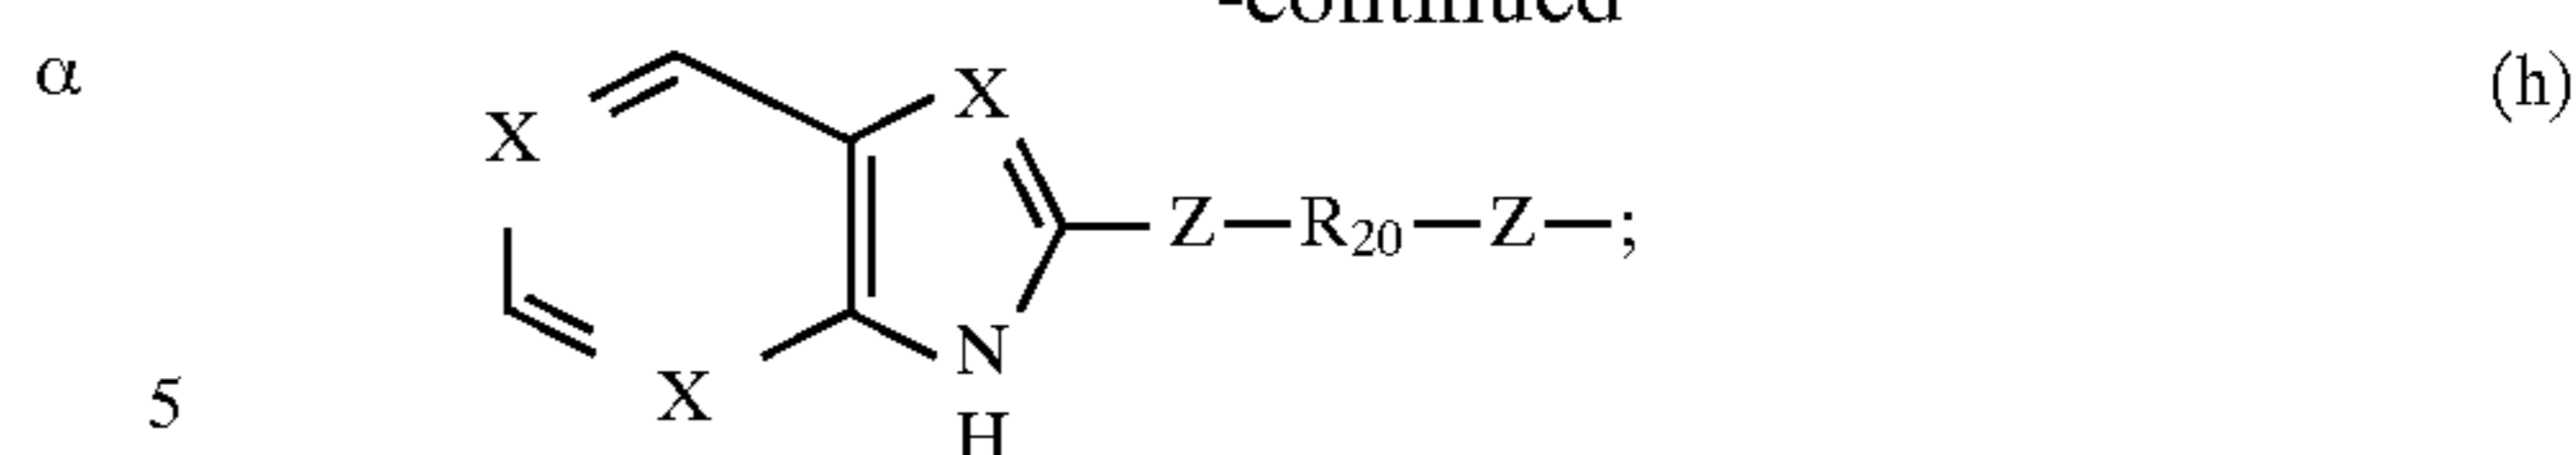 -continued
α X X (h)
Z—R₂₀—Z—;
N
5 X H